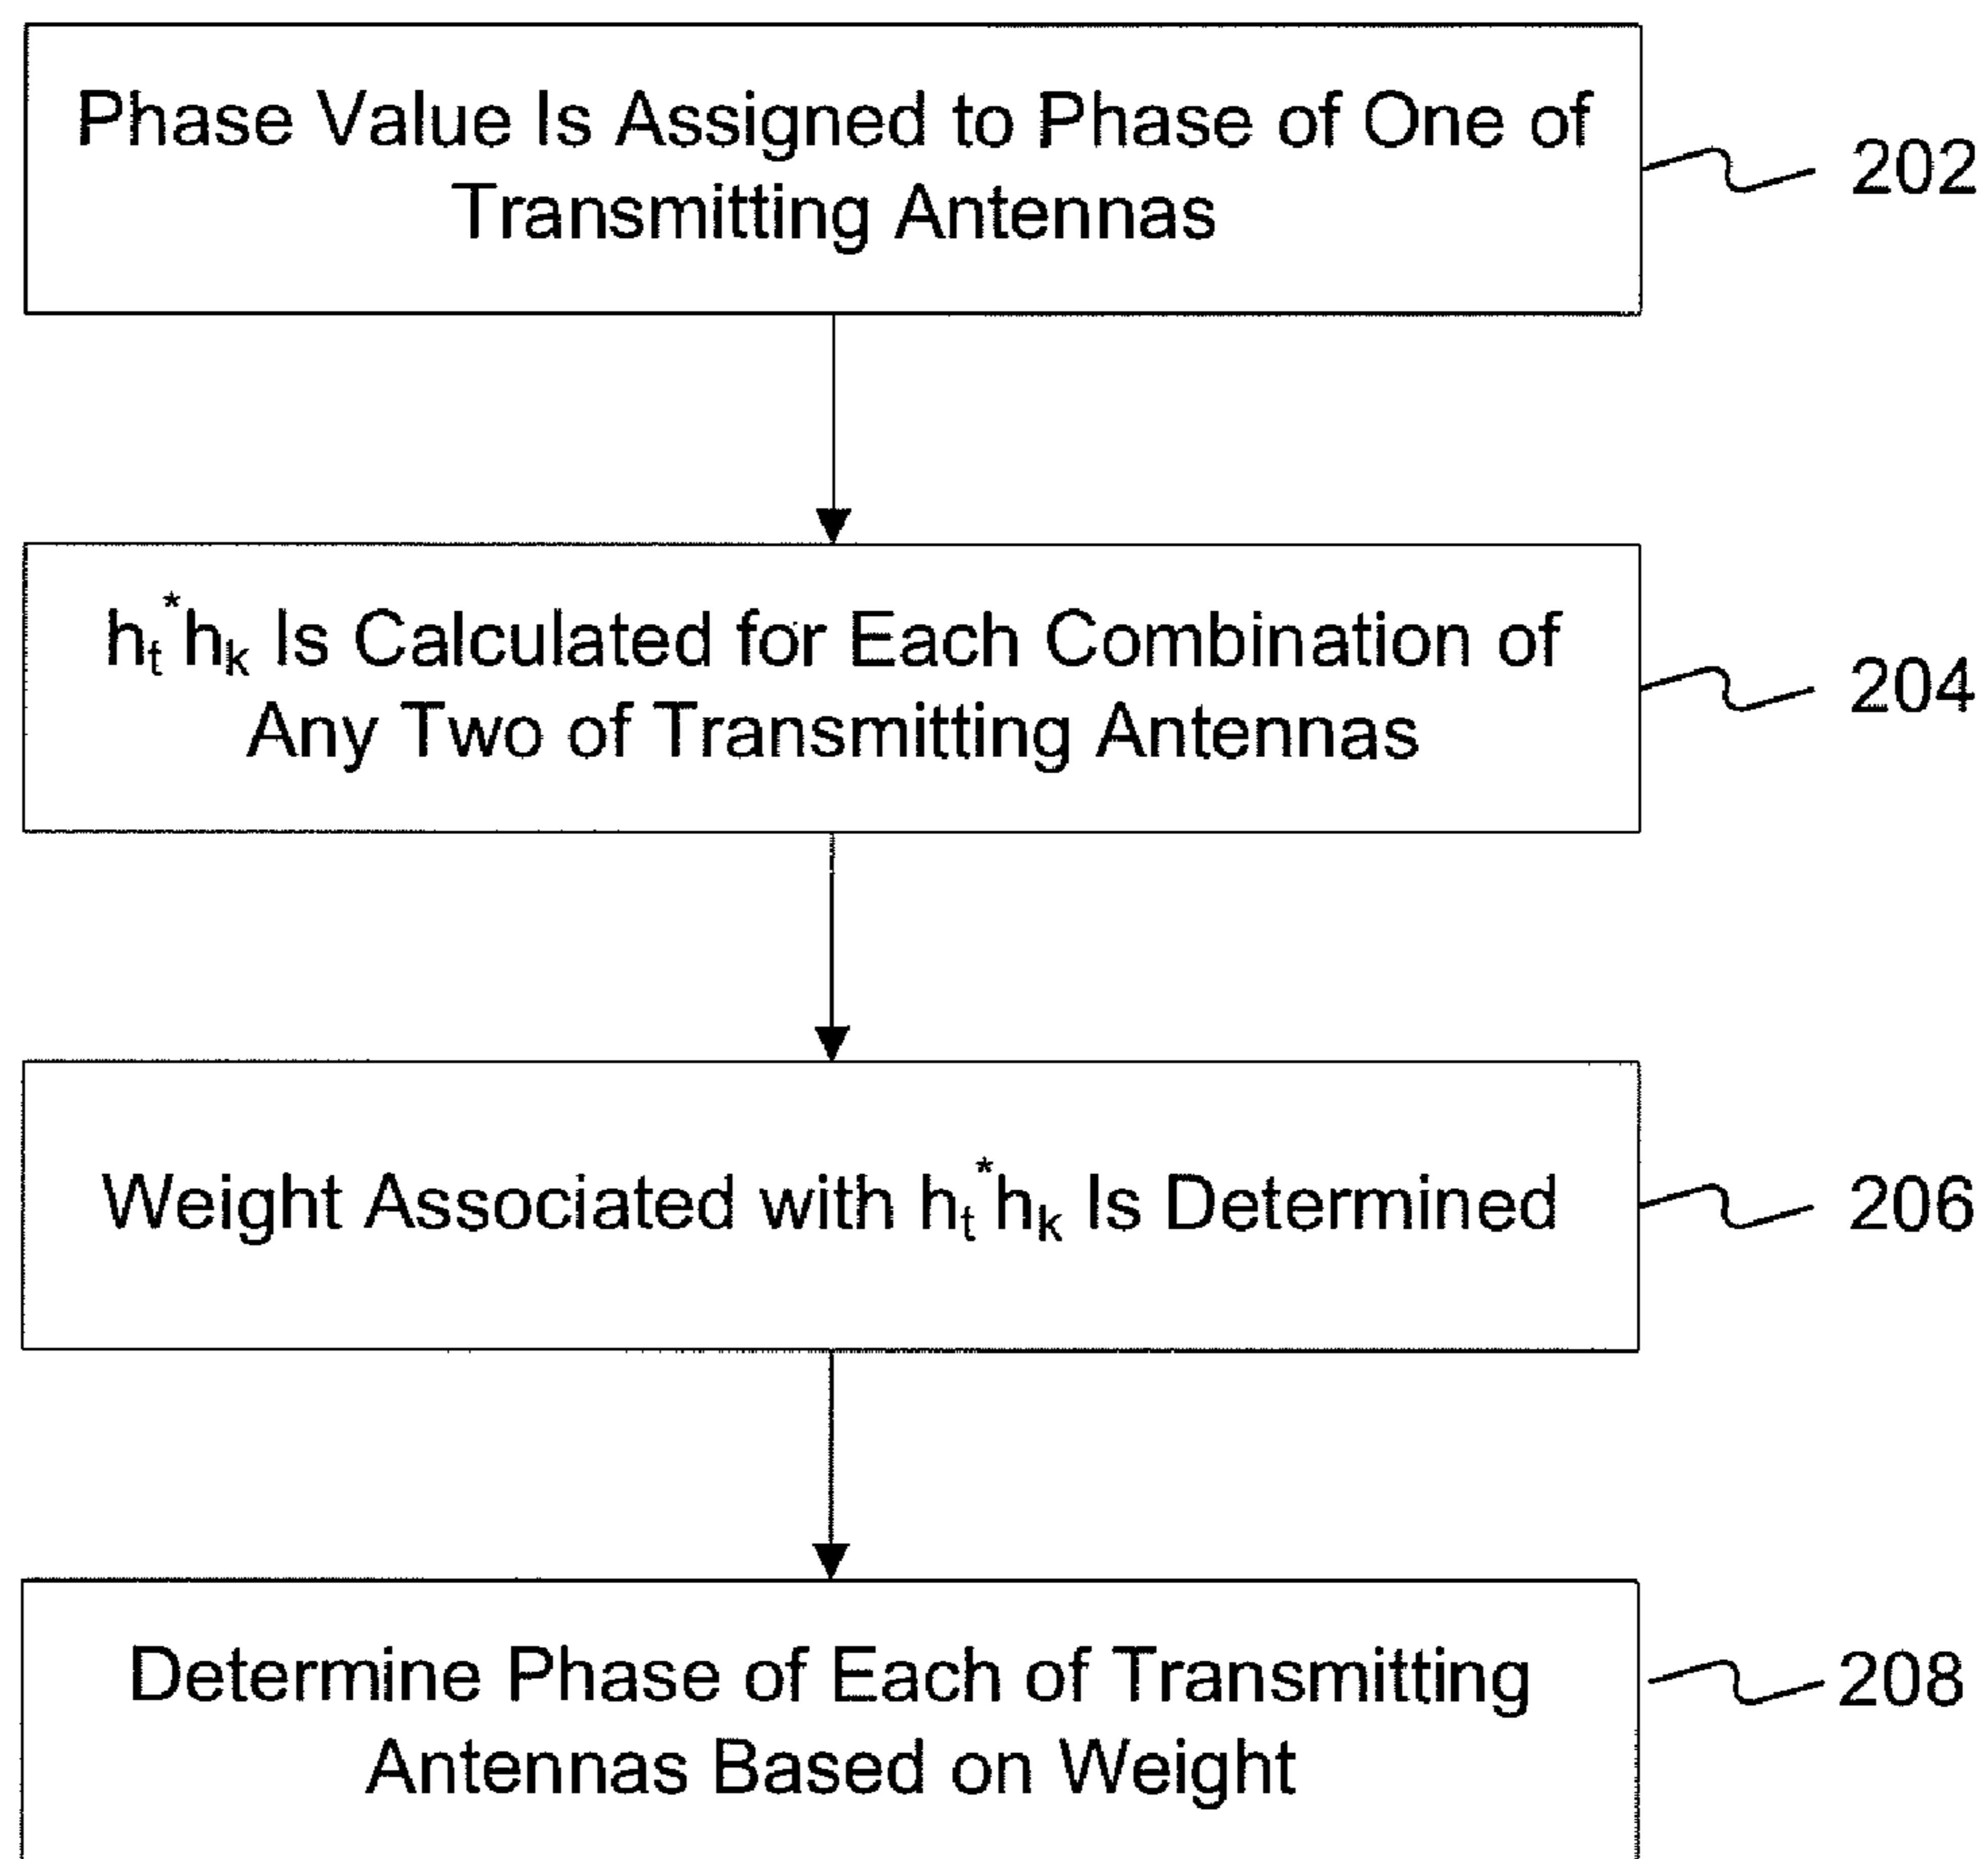 Phase Value Is Assigned to Phase of One of
Transmitting Antennas
202
hₜ*hₖ Is Calculated for Each Combination of
Any Two of Transmitting Antennas
204
Weight Associated with hₜ*hₖ Is Determined
206
Determine Phase of Each of Transmitting
Antennas Based on Weight
208